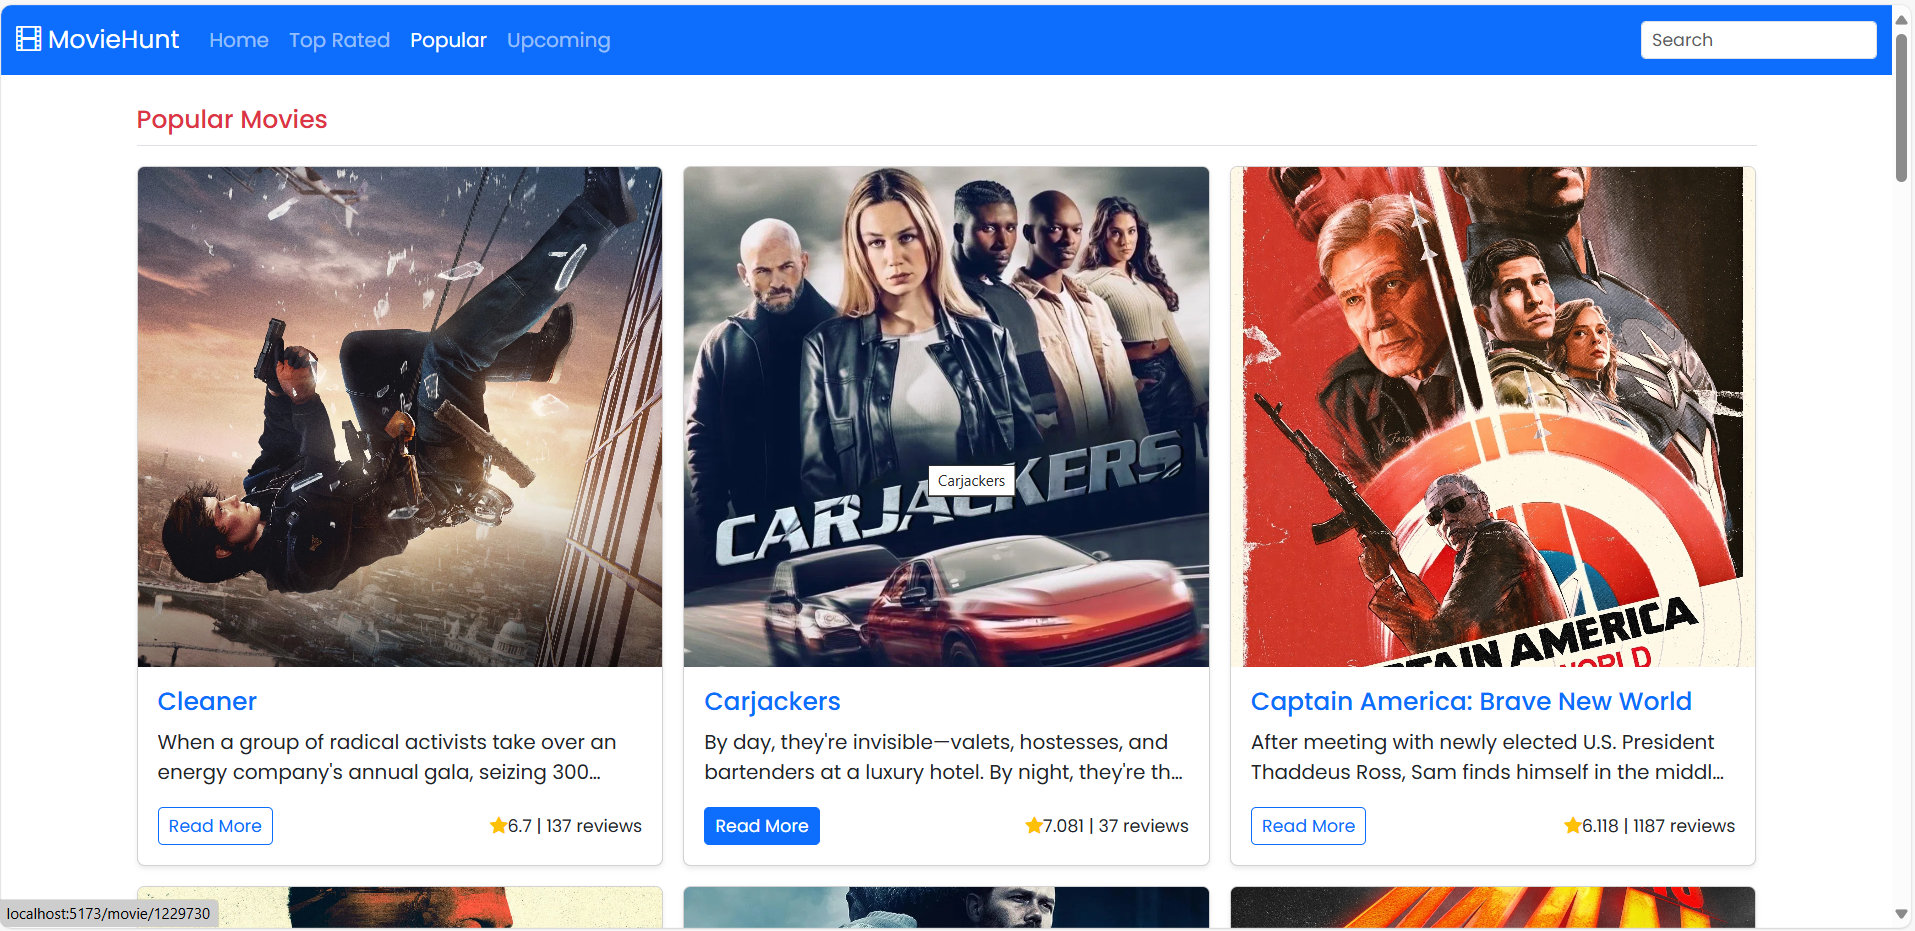 MovieHunt Home Top Rated Popular Upcoming Search
Popular Movies
CARJACKERS
Carjackers
CAPTAIN AMERICA
WORLD
Cleaner
When a group of radical activists take over an
energy company's annual gala, seizing 300...
Read More
6.7 | 137 reviews
Carjackers
By day, they're invisible—valets, hostesses, and
bartenders at a luxury hotel. By night, they're th...
Read More
7.081 | 37 reviews
Captain America: Brave New World
After meeting with newly elected U.S. President
Thaddeus Ross, Sam finds himself in the middl...
Read More
6.118 | 1187 reviews
localhost:5173/movie/1229730